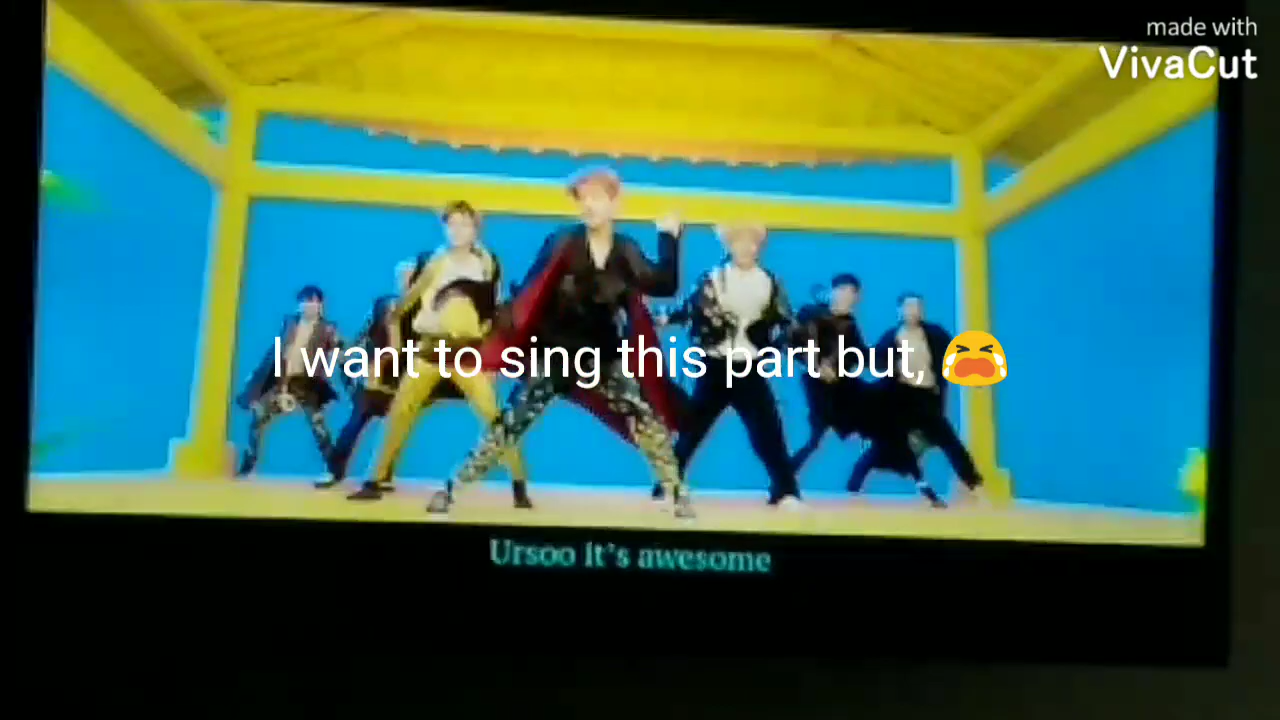 made with
VivaCut
I want to sing this part but, 😭
Ursoo It's awesome